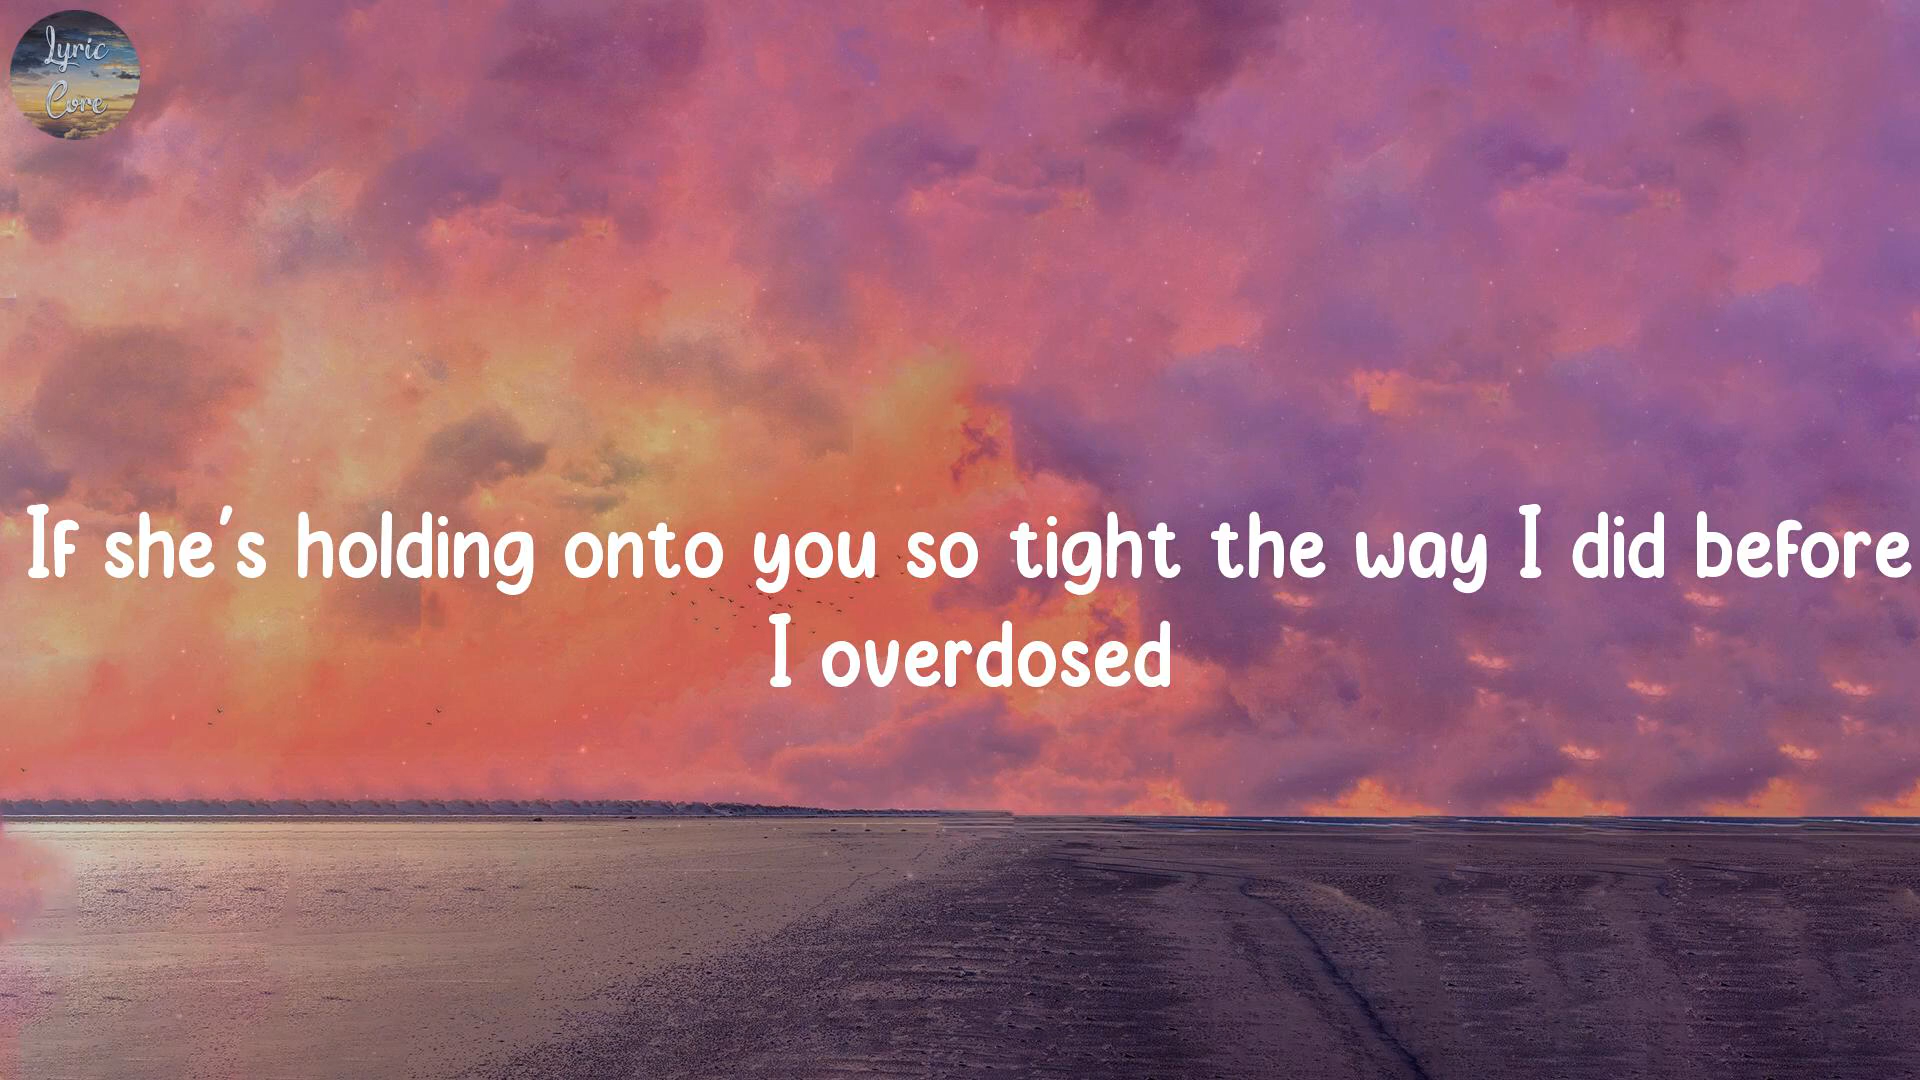 Lyric
Core
If she's holding onto you so tight the way I did before
I overdosed